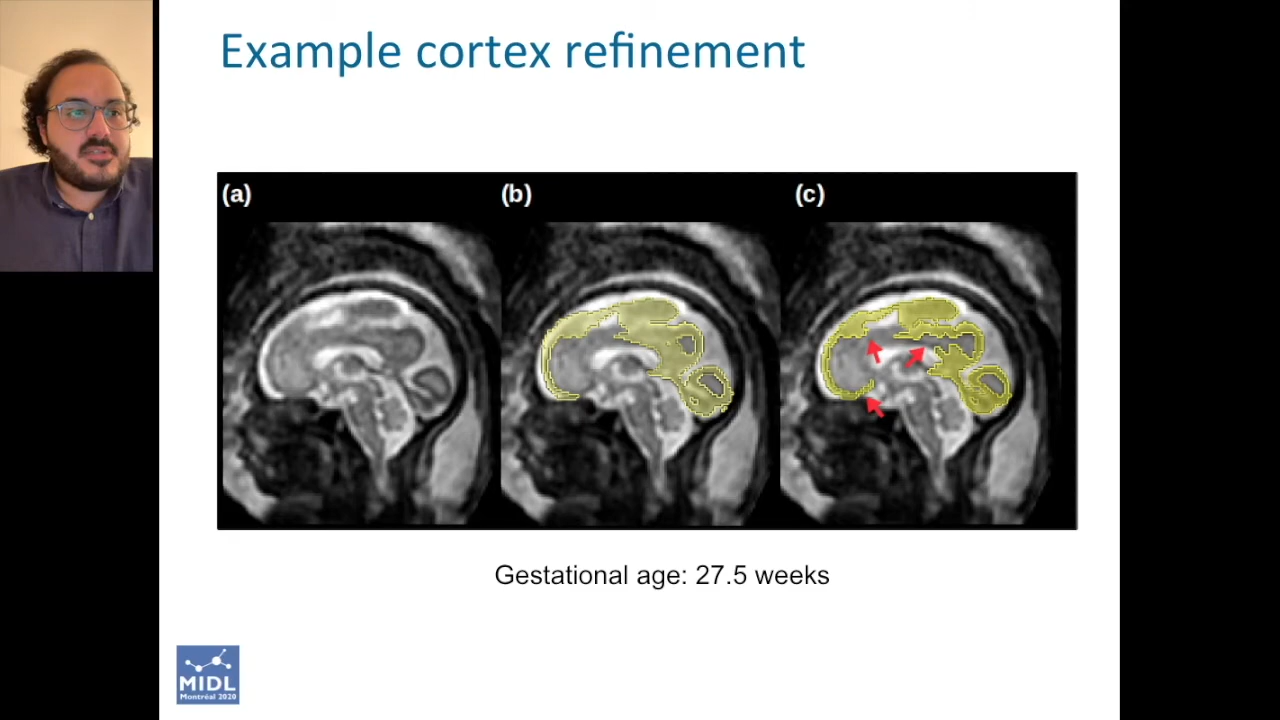 Example cortex refinement
(a) (b) (c)
Gestational age: 27.5 weeks
MIDL
Montréal 2020